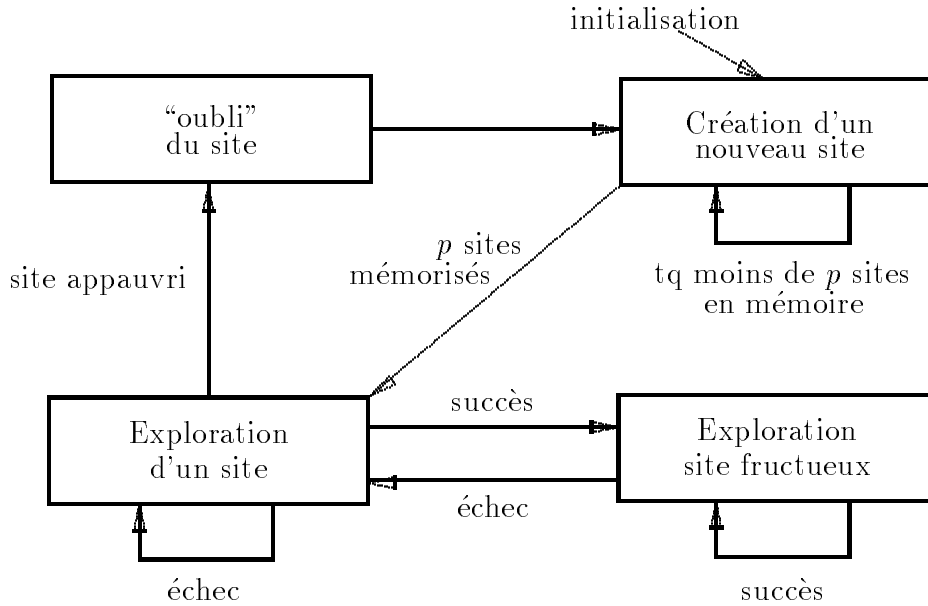 initialisation
“oubli”
du site
Création d'un
nouveau site
p sites
mémorisés
site appauvri
tq moins de p sites
en mémoire
succès
Exploration
d'un site
Exploration
site fructueux
échec
échec
succès